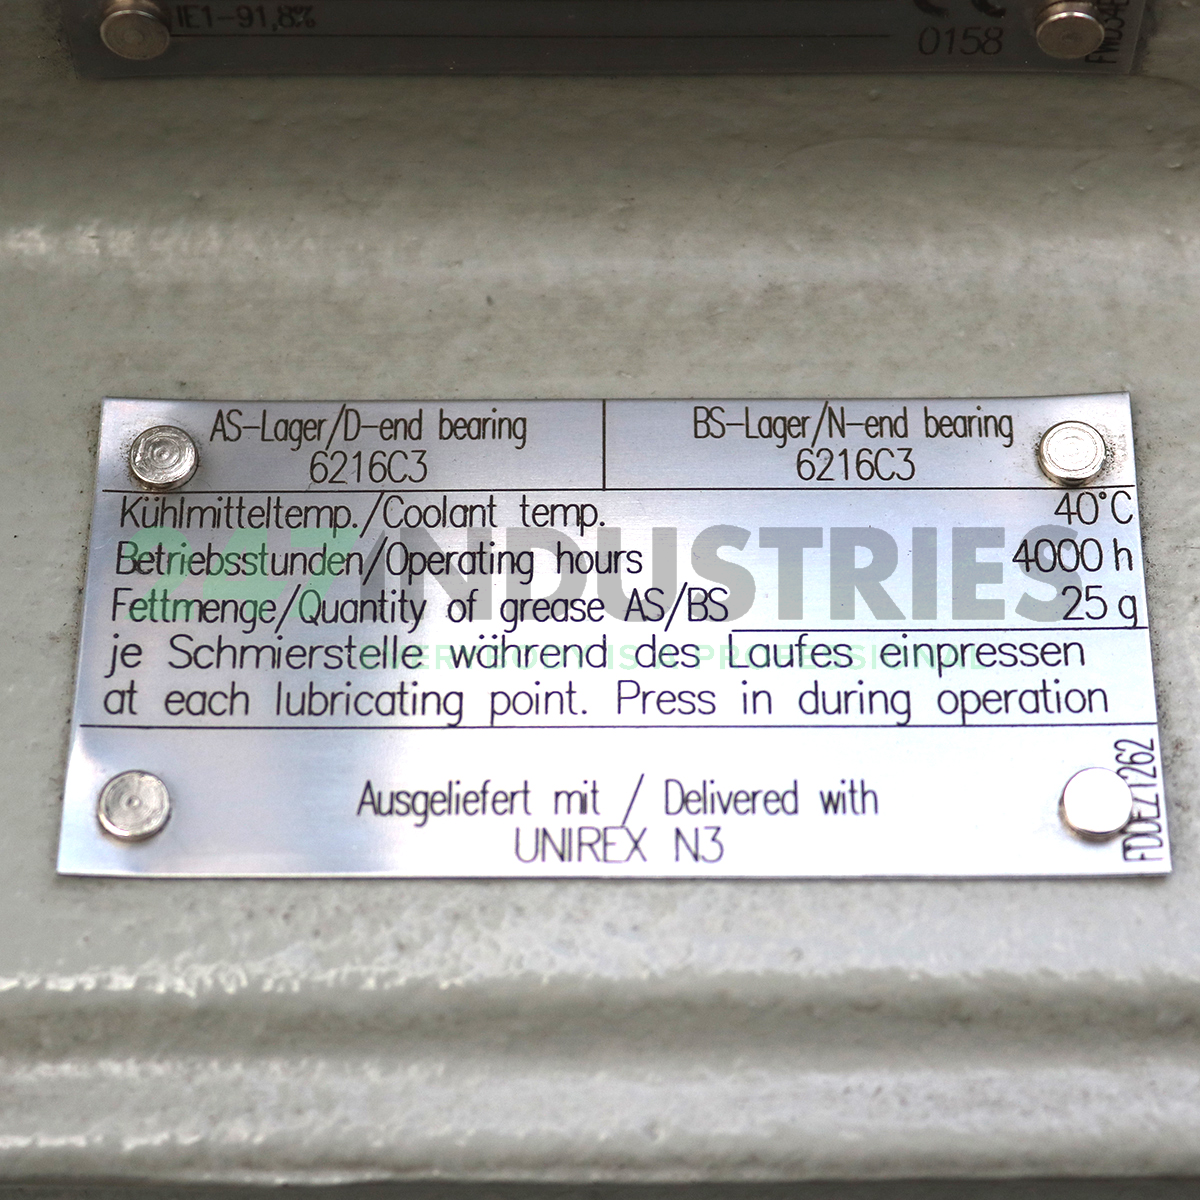 IE1-91,8%
0158
AS-Lager/D-end bearing
6216C3
BS-Lager/N-end bearing
6216C3
Kühlmitteltemp./Coolant temp. 40°C
Betriebsstunden/Operating hours 4000 h
Fettmenge/Quantity of grease AS/BS 25 g
je Schmierstelle während des Laufes einpressen
at each lubricating point. Press in during operation
Ausgeliefert mit / Delivered with
UNIREX N3
247 INDUSTRIES